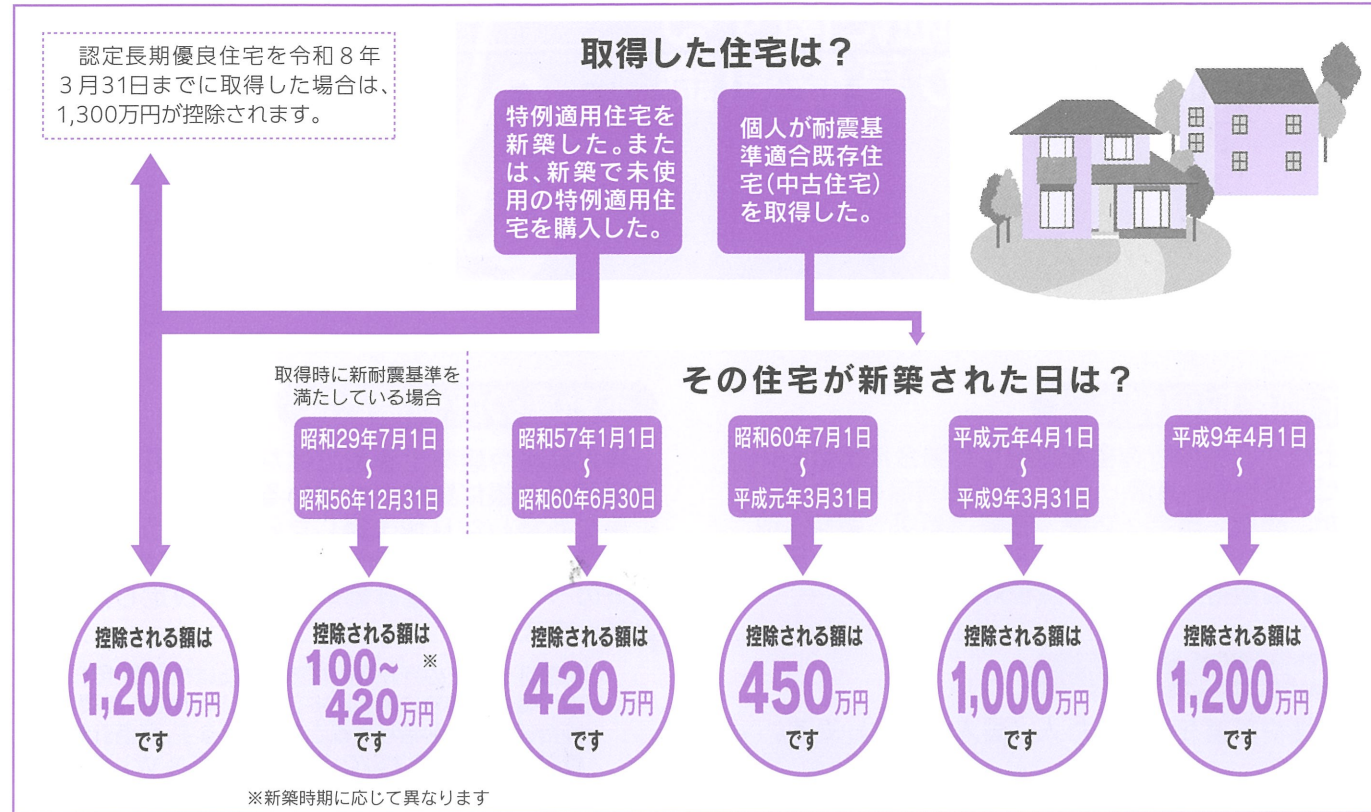 認定長期優良住宅を令和8年
3月31日までに取得した場合は、
1,300万円が控除されます。
取得した住宅は?
特例適用住宅を
新築した。また
は、新築で未使
用の特例適用住
宅を購入した。
個人が耐震基
準適合既存住
宅(中古住宅)
を取得した。
取得時に新耐震基準を
満たしている場合
その住宅が新築された日は?
昭和29年7月1日
〜
昭和56年12月31日
昭和57年1月1日
〜
昭和60年6月30日
昭和60年7月1日
〜
平成元年3月31日
平成元年4月1日
〜
平成9年3月31日
平成9年4月1日
〜
控除される額は
1,200万円
です
控除される額は
100~※
420万円
です
控除される額は
420万円
です
控除される額は
450万円
です
控除される額は
1,000万円
です
控除される額は
1,200万円
です
※新築時期に応じて異なります